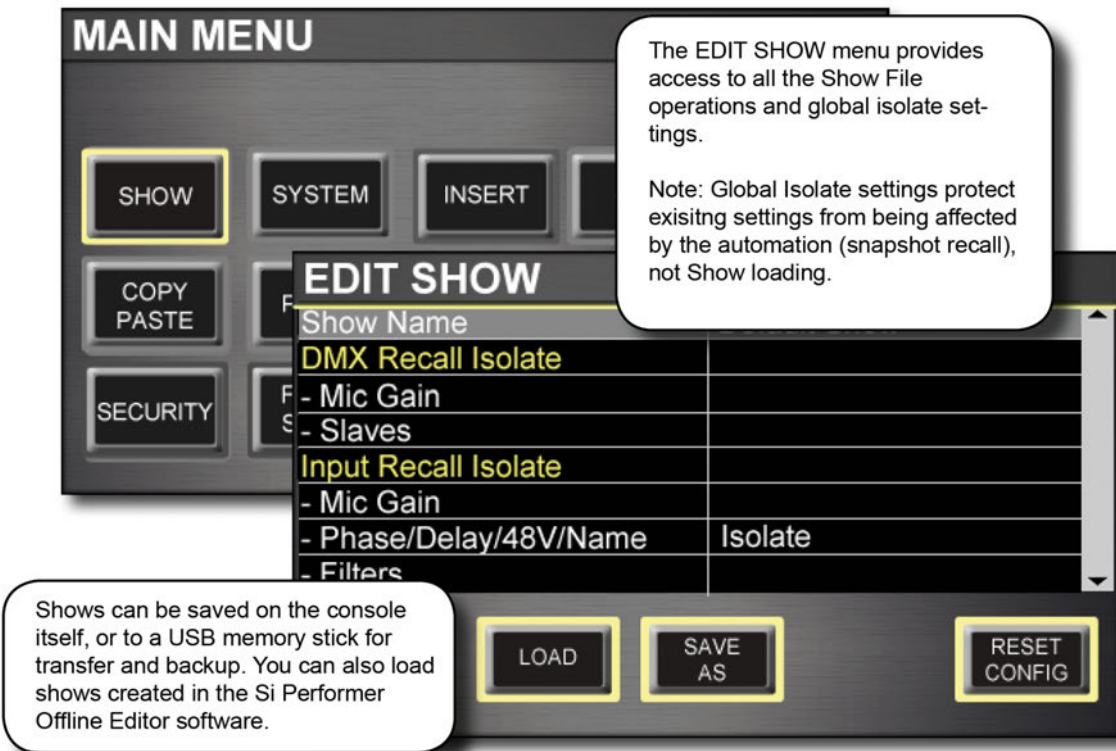 MAIN MENU
The EDIT SHOW menu provides
access to all the Show File
operations and global isolate set-
tings.
Note: Global Isolate settings protect
exisitng settings from being affected
by the automation (snapshot recall),
not Show loading.
SHOW
SYSTEM
INSERT
COPY
PASTE
SECURITY
EDIT SHOW
Show Name
DMX Recall Isolate
- Mic Gain
- Slaves
Input Recall Isolate
- Mic Gain
- Phase/Delay/48V/Name Isolate
- Filters
Shows can be saved on the console
itself, or to a USB memory stick for
transfer and backup. You can also load
shows created in the Si Performer
Offline Editor software.
LOAD
SAVE
AS
RESET
CONFIG